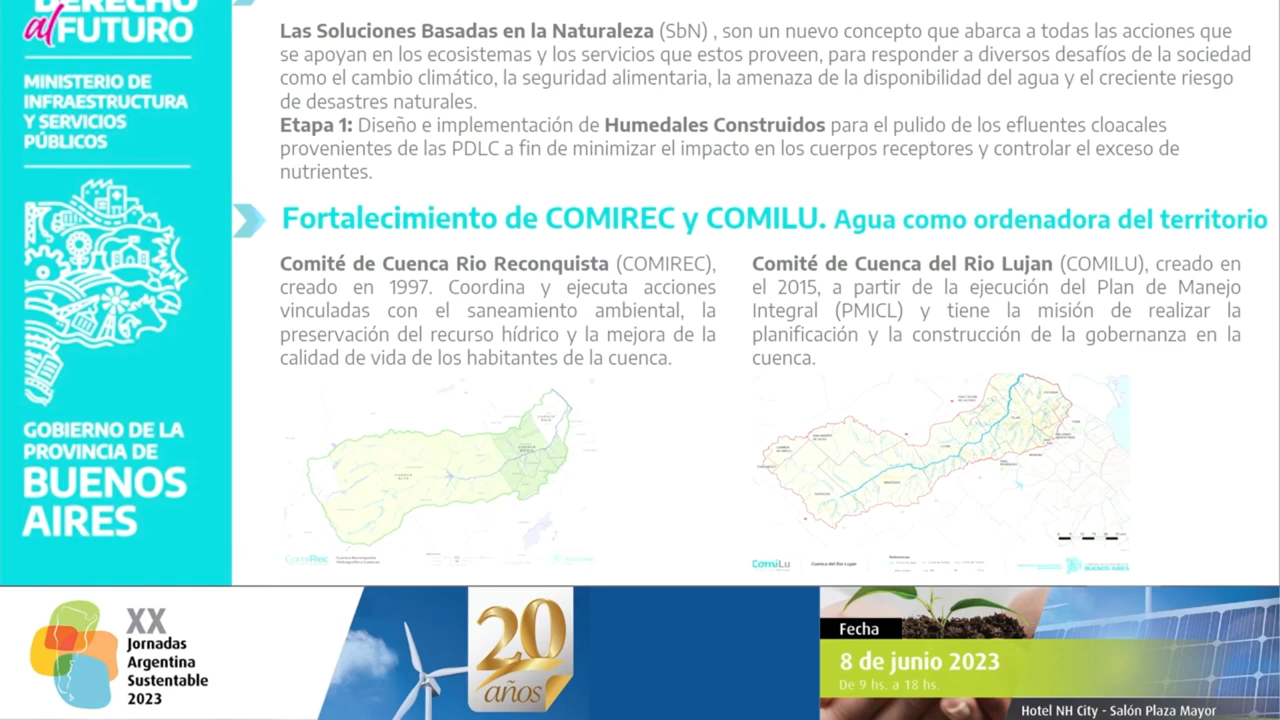 DERECHO
al FUTURO
MINISTERIO DE
INFRAESTRUCTURA
Y SERVICIOS
PÚBLICOS
GOBIERNO DE LA
PROVINCIA DE
BUENOS
AIRES
Las Soluciones Basadas en la Naturaleza (SbN) , son un nuevo concepto que abarca a todas las acciones que
se apoyan en los ecosistemas y los servicios que estos proveen, para responder a diversos desafíos de la sociedad
como el cambio climático, la seguridad alimentaria, la amenaza de la disponibilidad del agua y el creciente riesgo
de desastres naturales.
Etapa 1: Diseño e implementación de Humedales Construidos para el pulido de los efluentes cloacales
provenientes de las PDLC a fin de minimizar el impacto en los cuerpos receptores y controlar el exceso de
nutrientes.
Fortalecimiento de COMIREC y COMILU. Agua como ordenadora del territorio
Comité de Cuenca Rio Reconquista (COMIREC),
creado en 1997. Coordina y ejecuta acciones
vinculadas con el saneamiento ambiental, la
preservación del recurso hídrico y la mejora de la
calidad de vida de los habitantes de la cuenca.
Comité de Cuenca del Rio Lujan (COMILU), creado en
el 2015, a partir de la ejecución del Plan de Manejo
Integral (PMICL) y tiene la misión de realizar la
planificación y la construcción de la gobernanza en la
cuenca.
ComiRec
ComiLu
Cuenca del Rio Lujan
BUENOS AIRES
XX
Jornadas
Argentina
Sustentable
2023
20
años
Fecha
8 de junio 2023
De 9 hs. a 18 hs.
Hotel NH City - Salón Plaza Mayor